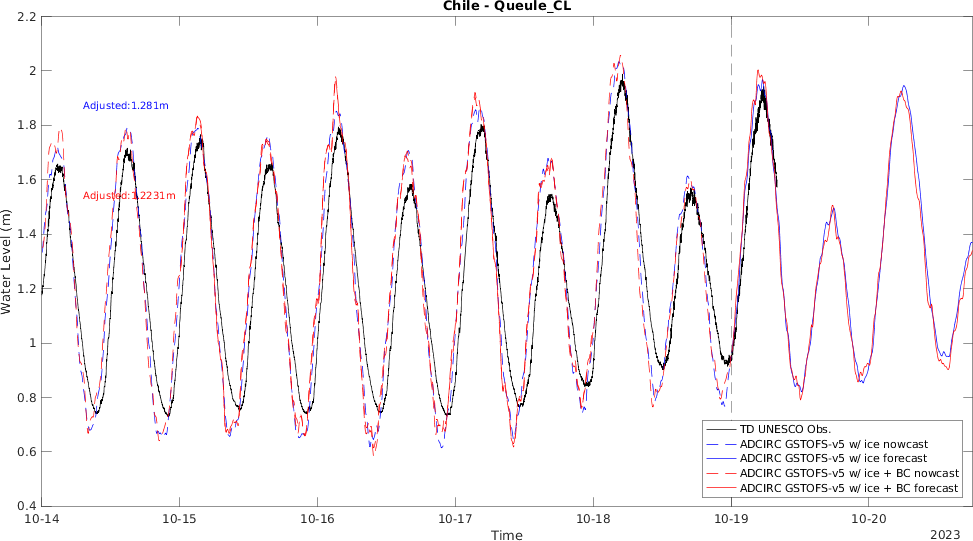 Chile - Queule_CL
2.2
2
1.8
1.6
1.4
1.2
1
0.8
0.6
0.4
Water Level (m)
Adjusted:1.281m
Adjusted:1.2231m
TD UNESCO Obs.
ADCIRC GSTOFS-v5 w/ ice nowcast
ADCIRC GSTOFS-v5 w/ ice forecast
ADCIRC GSTOFS-v5 w/ ice + BC nowcast
ADCIRC GSTOFS-v5 w/ ice + BC forecast
10-14 10-15 10-16 10-17 10-18 10-19 10-20
Time
2023